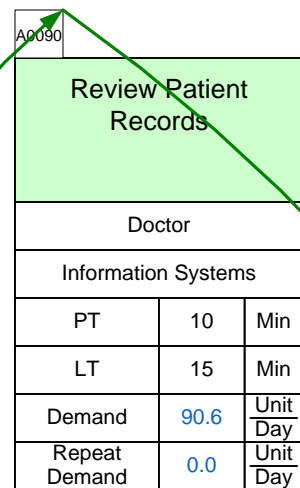 A0090
Review Patient
Records
Doctor
Information Systems
PT 10 Min
LT 15 Min
Demand 90.6 Unit
Day
Repeat
Demand 0.0 Unit
Day